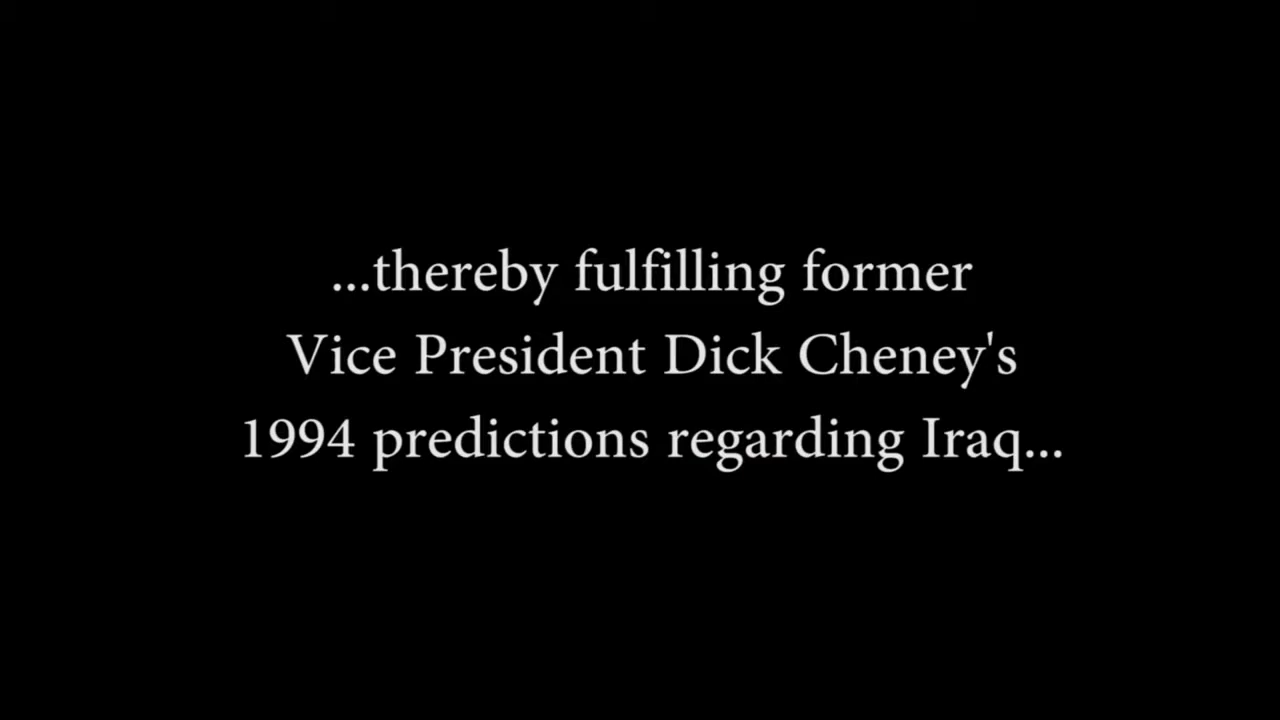 ...thereby fulfilling former
Vice President Dick Cheney's
1994 predictions regarding Iraq...